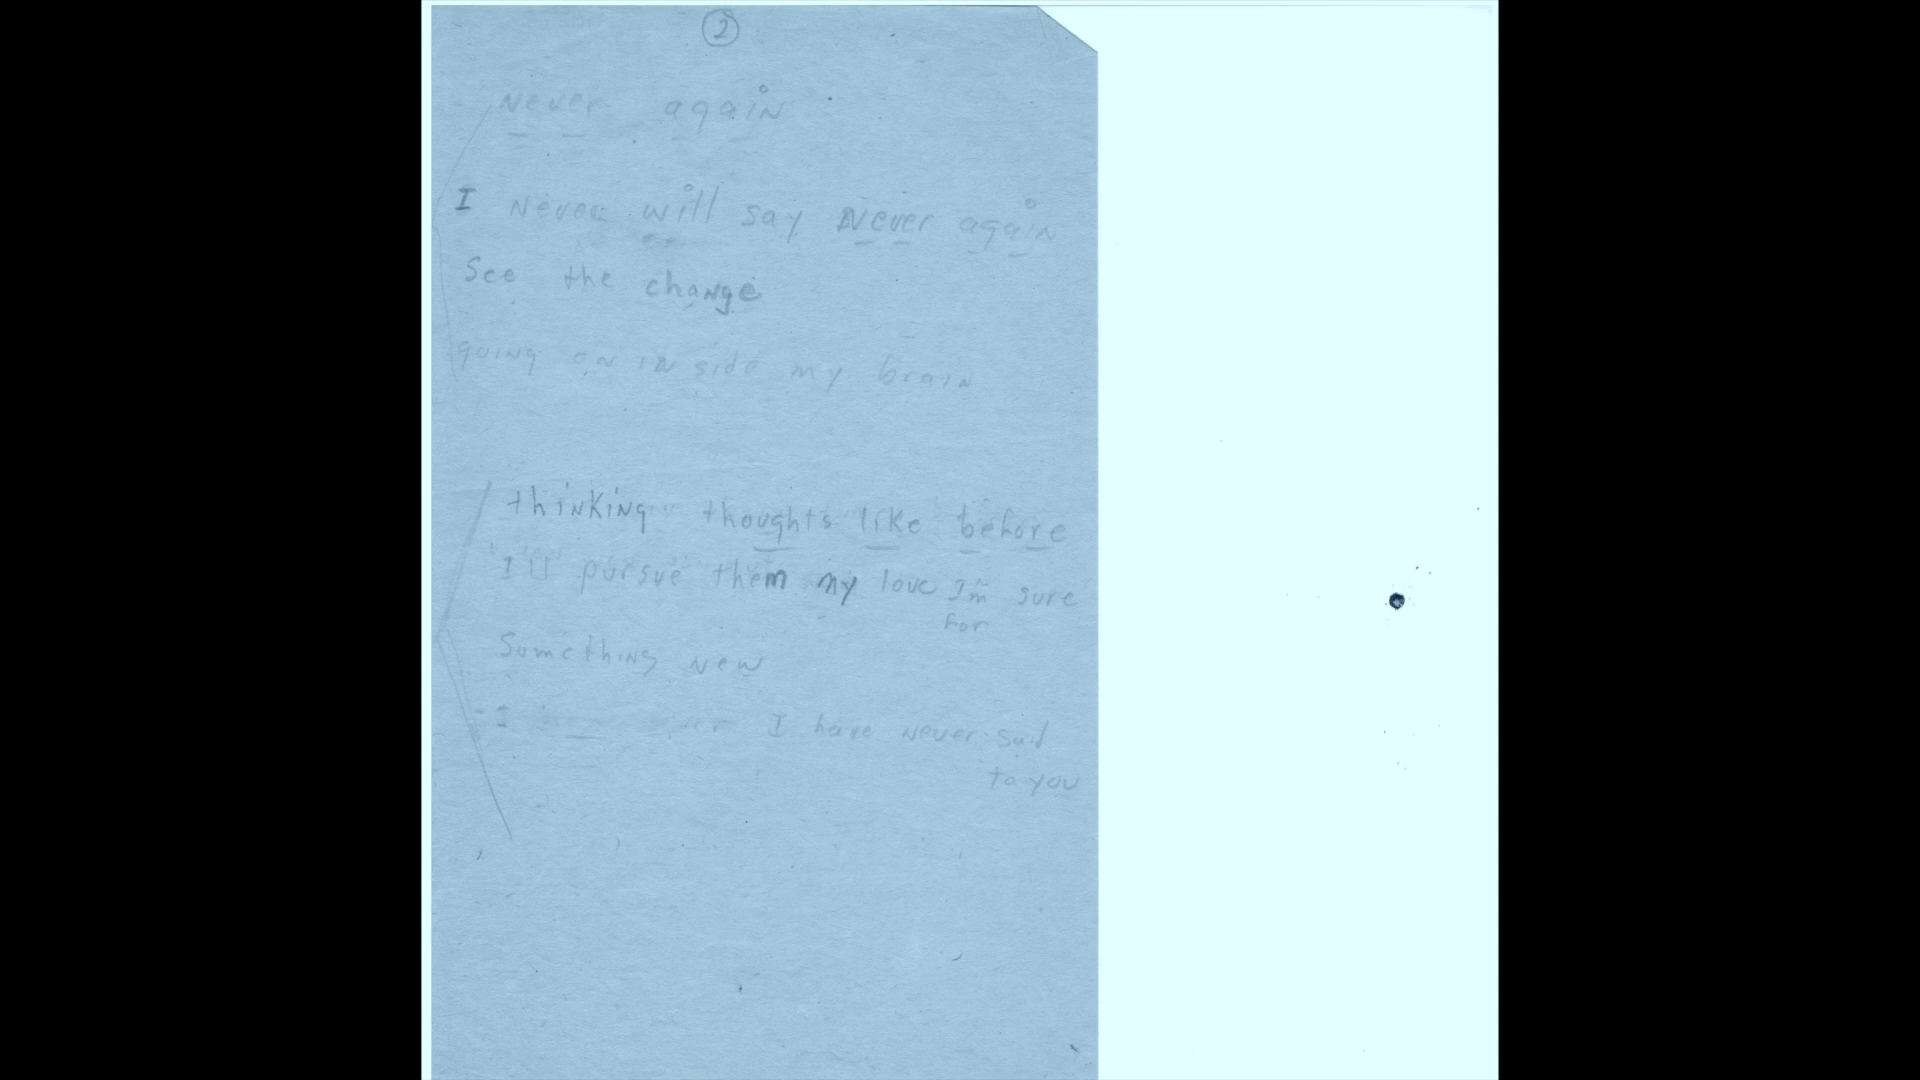 2
Never again
I Never will say Never again
See the change
going on inside my brain
thinking thoughts like before
I'll pursue them my love I'm sure
for
Something new
I I have never said
to you